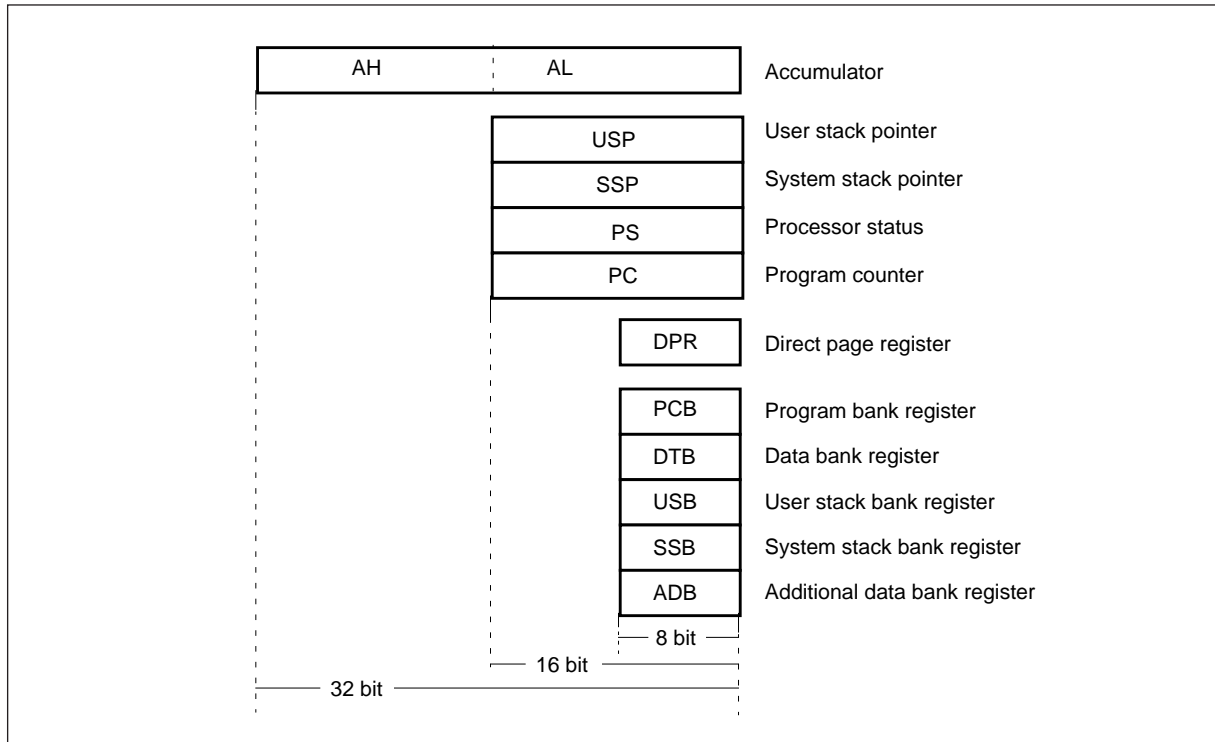 AH AL Accumulator
USP User stack pointer
SSP System stack pointer
PS Processor status
PC Program counter
DPR Direct page register
PCB Program bank register
DTB Data bank register
USB User stack bank register
SSB System stack bank register
ADB Additional data bank register
8 bit
16 bit
32 bit